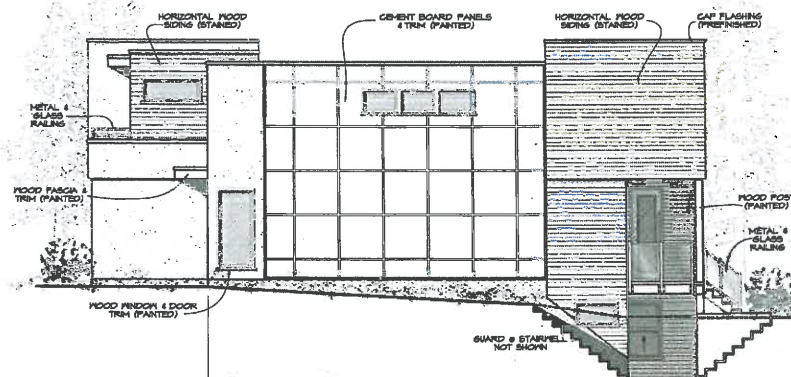 HORIZONTAL WOOD
SIDING (STAINED)
CEMENT BOARD PANELS
& TRIM (PAINTED)
HORIZONTAL WOOD
SIDING (STAINED)
CAP FLASHING
(PREFINISHED)
METAL &
GLASS
RAILING
WOOD FASCIA &
TRIM (PAINTED)
WOOD POST
(PAINTED)
METAL &
GLASS
RAILING
WOOD WINDOW & DOOR
TRIM (PAINTED)
GUARD @ STAIRWELL
NOT SHOWN